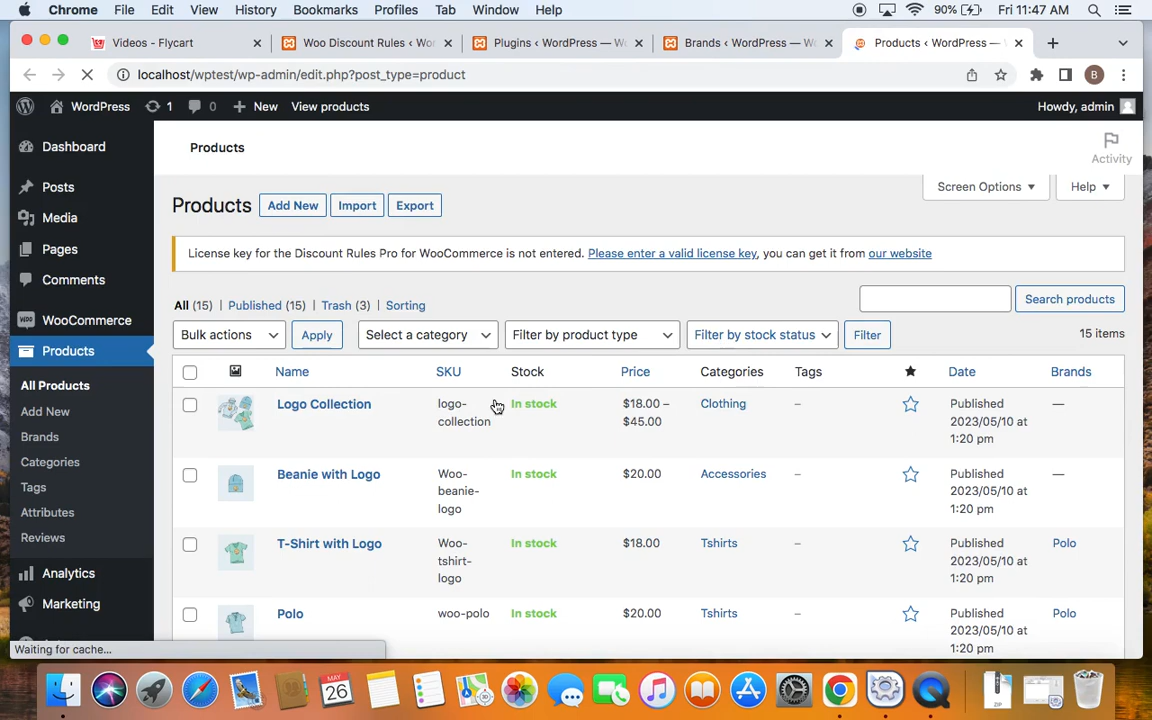 Chrome File Edit View History Bookmarks Profiles Tab Window Help 90% Fri 11:47 AM
Videos - Flycart Woo Discount Rules ‹ Wo Plugins ‹ WordPress — W Brands ‹ WordPress — W Products ‹ WordPress —
localhost/wptest/wp-admin/edit.php?post_type=product B
WordPress 1 0 New View products Howdy, admin
Dashboard
Posts
Media
Pages
Comments
WooCommerce
Products
All Products
Add New
Brands
Categories
Tags
Attributes
Reviews
Analytics
Marketing
Waiting for cache...
Products
Activity
Screen Options Help
Products Add New Import Export
License key for the Discount Rules Pro for WooCommerce is not entered. Please enter a valid license key, you can get it from our website
All (15) | Published (15) | Trash (3) | Sorting
Search products
Bulk actions Apply Select a category Filter by product type Filter by stock status Filter 15 items
Name SKU Stock Price Categories Tags Date Brands
Logo Collection logo- In stock $18.00 – Clothing – Published —
collection $45.00 2023/05/10 at
1:20 pm
Beanie with Logo Woo- In stock $20.00 Accessories – Published —
beanie- 2023/05/10 at
logo 1:20 pm
T-Shirt with Logo Woo- In stock $18.00 Tshirts – Published Polo
tshirt- 2023/05/10 at
logo 1:20 pm
Polo woo-polo In stock $20.00 Tshirts – Published Polo
2023/05/10 at
1:20 pm
MAY
26
ZIP